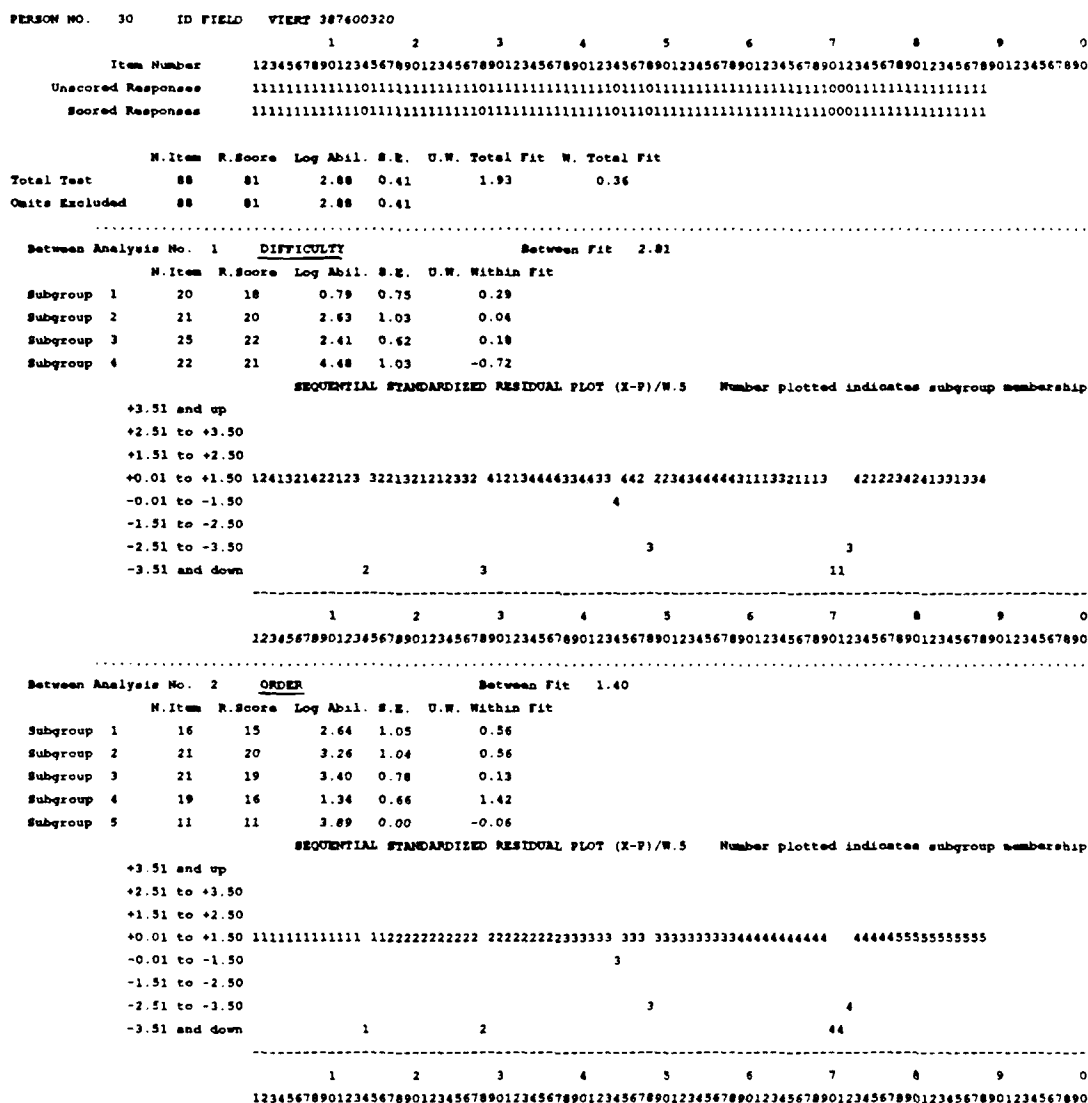 PERSON NO. 30 ID FIELD VIERT 387600320
1 2 3 4 5 6 7 8 9 0
Item Number 1234567890123456789012345678901234567890123456789012345678901234567890123456789012345678901234567890
Unscored Responses 1111111111111011111111111110111111111111111011101111111111111111111110001111111111111111
Scored Responses 1111111111111011111111111110111111111111111011101111111111111111111110001111111111111111
N.Item R.Score Log Abil. S.E. U.W. Total Fit W. Total Fit
Total Test 88 81 2.88 0.41 1.93 0.36
Omits Excluded 88 81 2.88 0.41
Between Analysis No. 1 DIFFICULTY Between Fit 2.81
N.Item R.Score Log Abil. S.E. U.W. Within Fit
Subgroup 1 20 18 0.79 0.75 0.29
Subgroup 2 21 20 2.63 1.03 0.04
Subgroup 3 25 22 2.41 0.62 0.18
Subgroup 4 22 21 4.48 1.03 -0.72
SEQUENTIAL STANDARDIZED RESIDUAL PLOT (X-P)/W.5 Number plotted indicates subgroup membership
+3.51 and up
+2.51 to +3.50
+1.51 to +2.50
+0.01 to +1.50 1241321422123 3221321212332 412134444334433 442 223434444431113321113 4212234241331334
-0.01 to -1.50 4
-1.51 to -2.50
-2.51 to -3.50 3 3
-3.51 and down 2 3 11
1 2 3 4 5 6 7 8 9 0
1234567890123456789012345678901234567890123456789012345678901234567890123456789012345678901234567890
Between Analysis No. 2 ORDER Between Fit 1.40
N.Item R.Score Log Abil. S.E. U.W. Within Fit
Subgroup 1 16 15 2.64 1.05 0.56
Subgroup 2 21 20 3.26 1.04 0.56
Subgroup 3 21 19 3.40 0.78 0.13
Subgroup 4 19 16 1.34 0.66 1.42
Subgroup 5 11 11 3.89 0.00 -0.06
SEQUENTIAL STANDARDIZED RESIDUAL PLOT (X-P)/W.5 Number plotted indicates subgroup membership
+3.51 and up
+2.51 to +3.50
+1.51 to +2.50
+0.01 to +1.50 1111111111111 1122222222222 222222222333333 333 333333333344444444444 4444455555555555
-0.01 to -1.50 3
-1.51 to -2.50
-2.51 to -3.50 3 4
-3.51 and down 1 2 44
1 2 3 4 5 6 7 8 9 0
1234567890123456789012345678901234567890123456789012345678901234567890123456789012345678901234567890